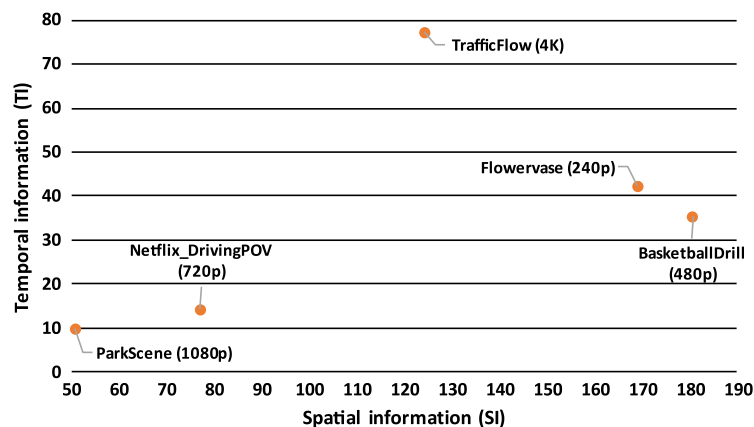 80
70
60
50
40
30
20
10
0
Temporal information (TI)
TrafficFlow (4K)
Flowervase (240p)
BasketballDrill
(480p)
Netflix_DrivingPOV
(720p)
ParkScene (1080p)
50 60 70 80 90 100 110 120 130 140 150 160 170 180 190
Spatial information (SI)